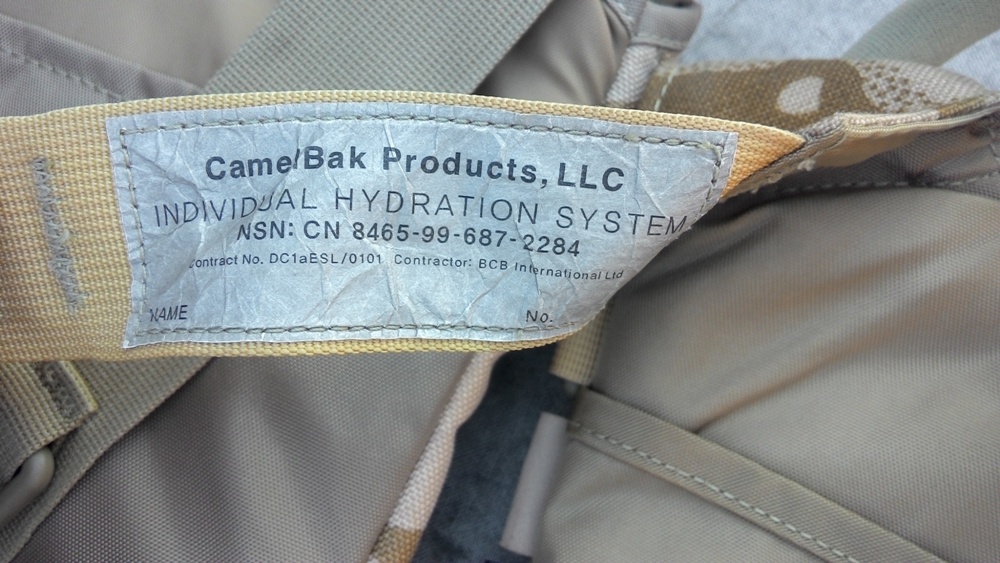 CamelBak Products, LLC
INDIVIDUAL HYDRATION SYSTEM
NSN: CN 8465-99-687-2284
Contract No. DC1aESL/0101 Contractor: BCB International Ltd
NAME No.